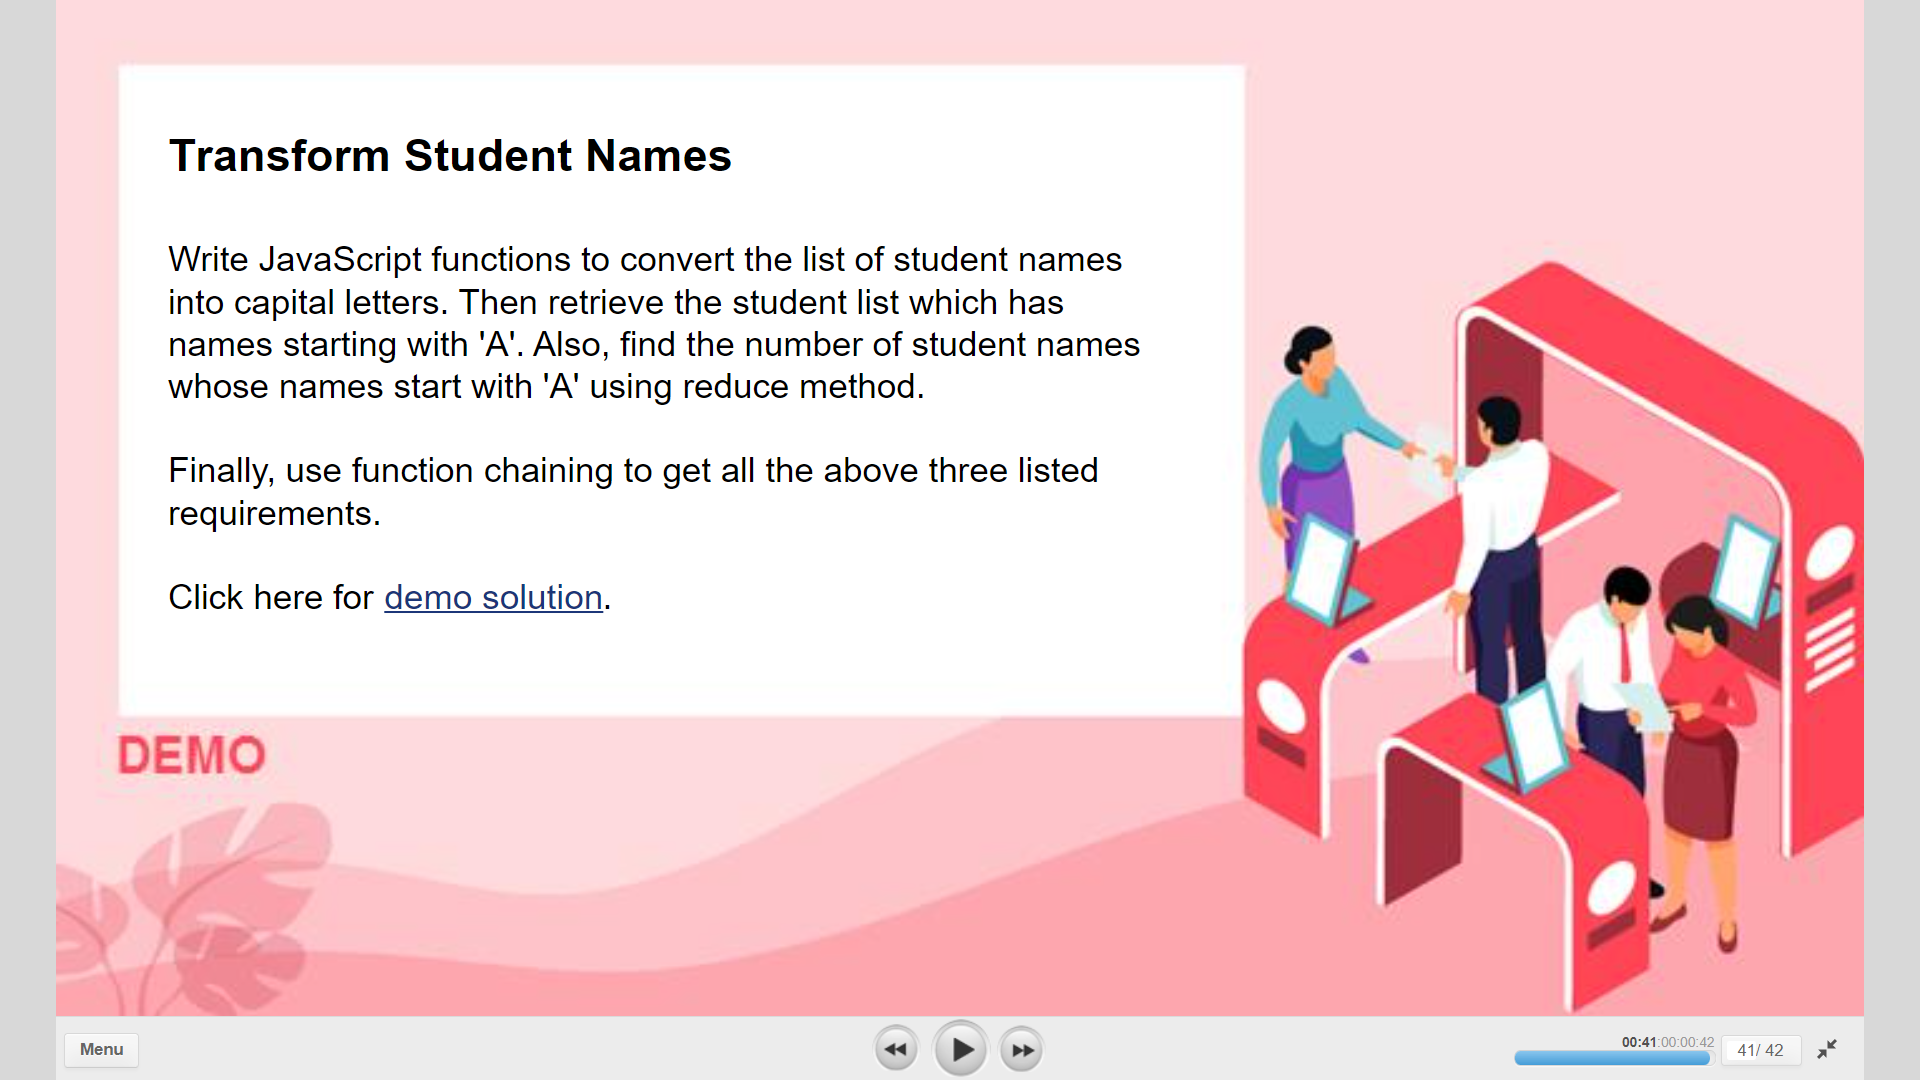 Transform Student Names
Write JavaScript functions to convert the list of student names
into capital letters. Then retrieve the student list which has
names starting with 'A'. Also, find the number of student names
whose names start with 'A' using reduce method.
Finally, use function chaining to get all the above three listed
requirements.
Click here for demo solution.
DEMO
Menu
00:41:00:00:42
41/ 42